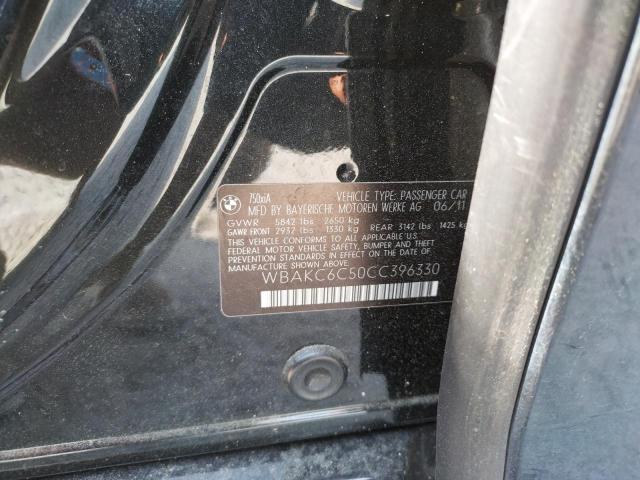 BMW
750xiA
VEHICLE TYPE: PASSENGER CAR
MFD BY BAYERISCHE MOTOREN WERKE AG 06/11
GVWR 5842 lbs 2650 kg
GAWR FRONT 2932 lbs 1330 kg REAR 3142 lbs 1425 kg
THIS VEHICLE CONFORMS TO ALL APPLICABLE U.S.
FEDERAL MOTOR VEHICLE SAFETY, BUMPER, AND THEFT
PREVENTION STANDARDS IN EFFECT ON THE DATE OF
MANUFACTURE SHOWN ABOVE.
WBAKC6C50CC396330